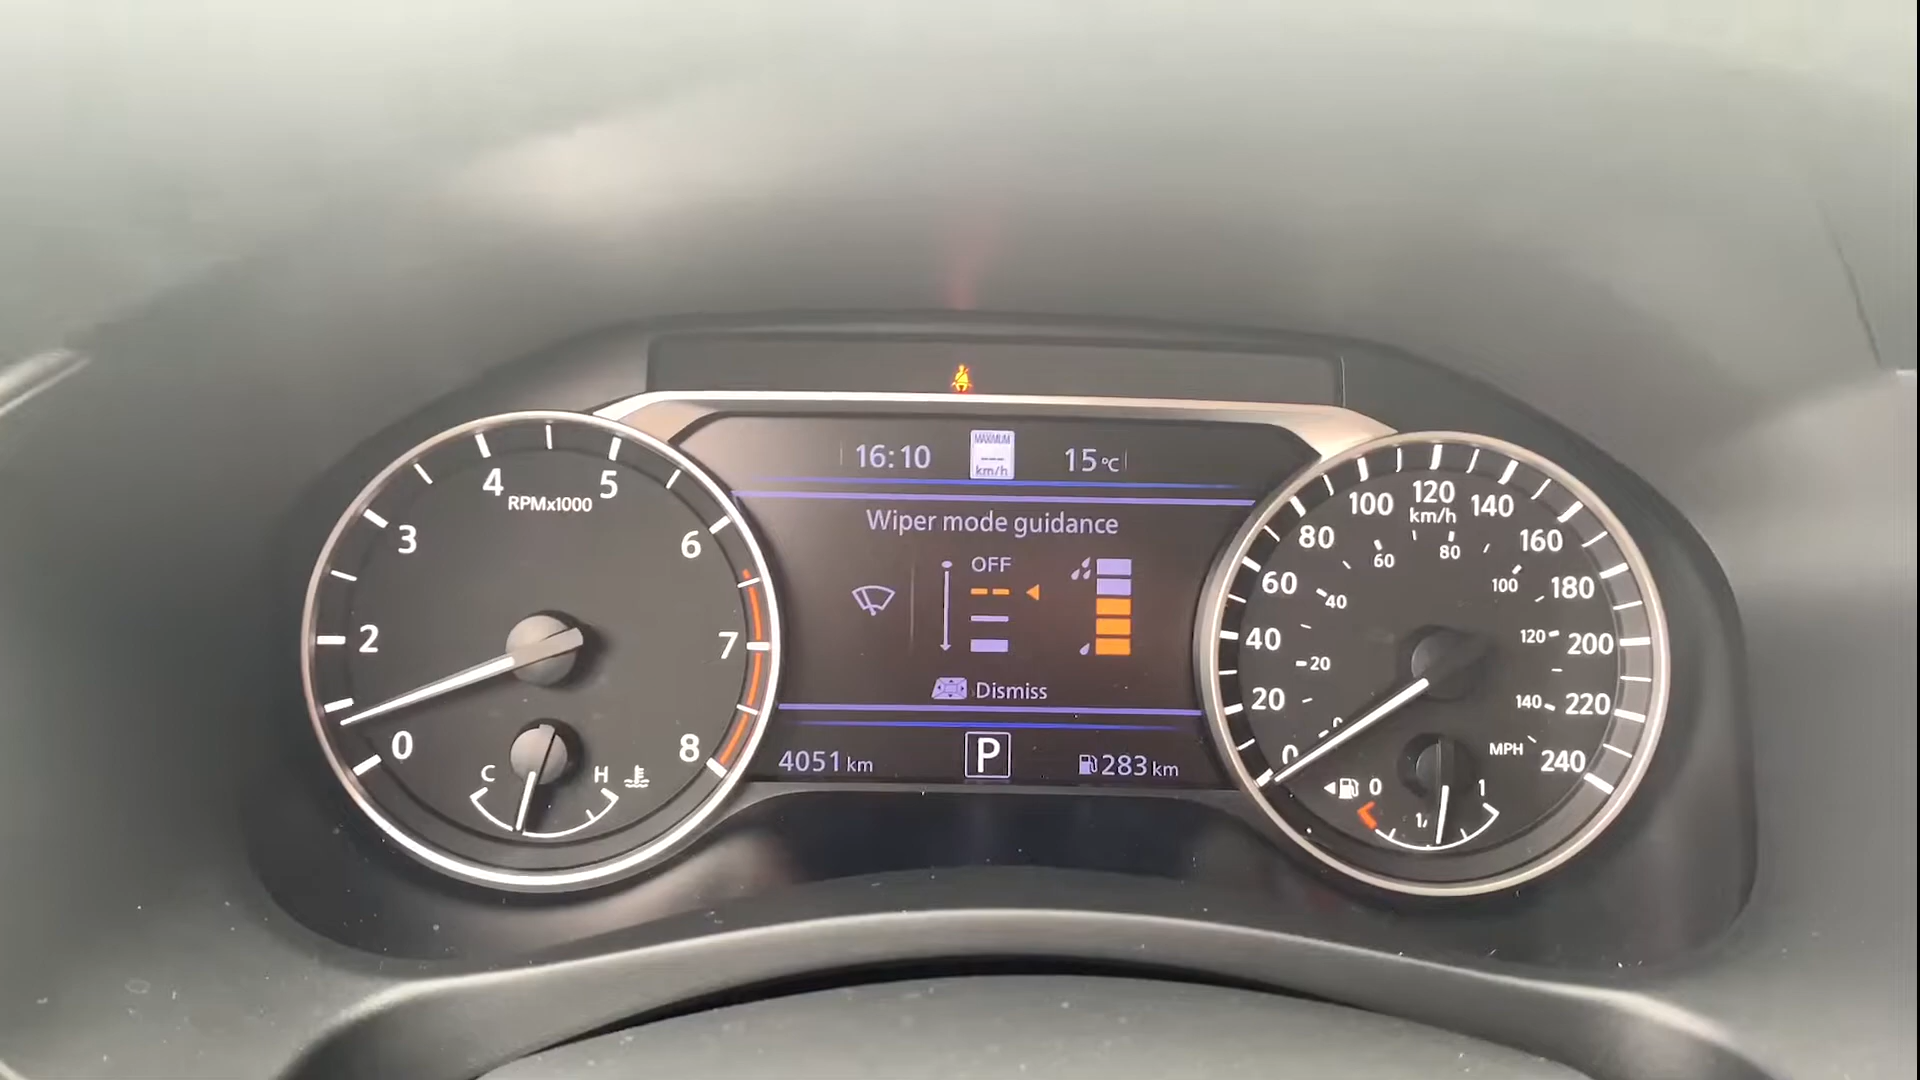 16:10
MAXIMUM
---
km/h
15°C
Wiper mode guidance
OFF
Dismiss
4051 km
P
283 km
0
2
3
4
5
6
7
8
RPMx1000
C
H
0
20
40
60
80
100
120
140
160
180
200
220
240
km/h
0
20
40
60
80
100
120
140
MPH
0
1